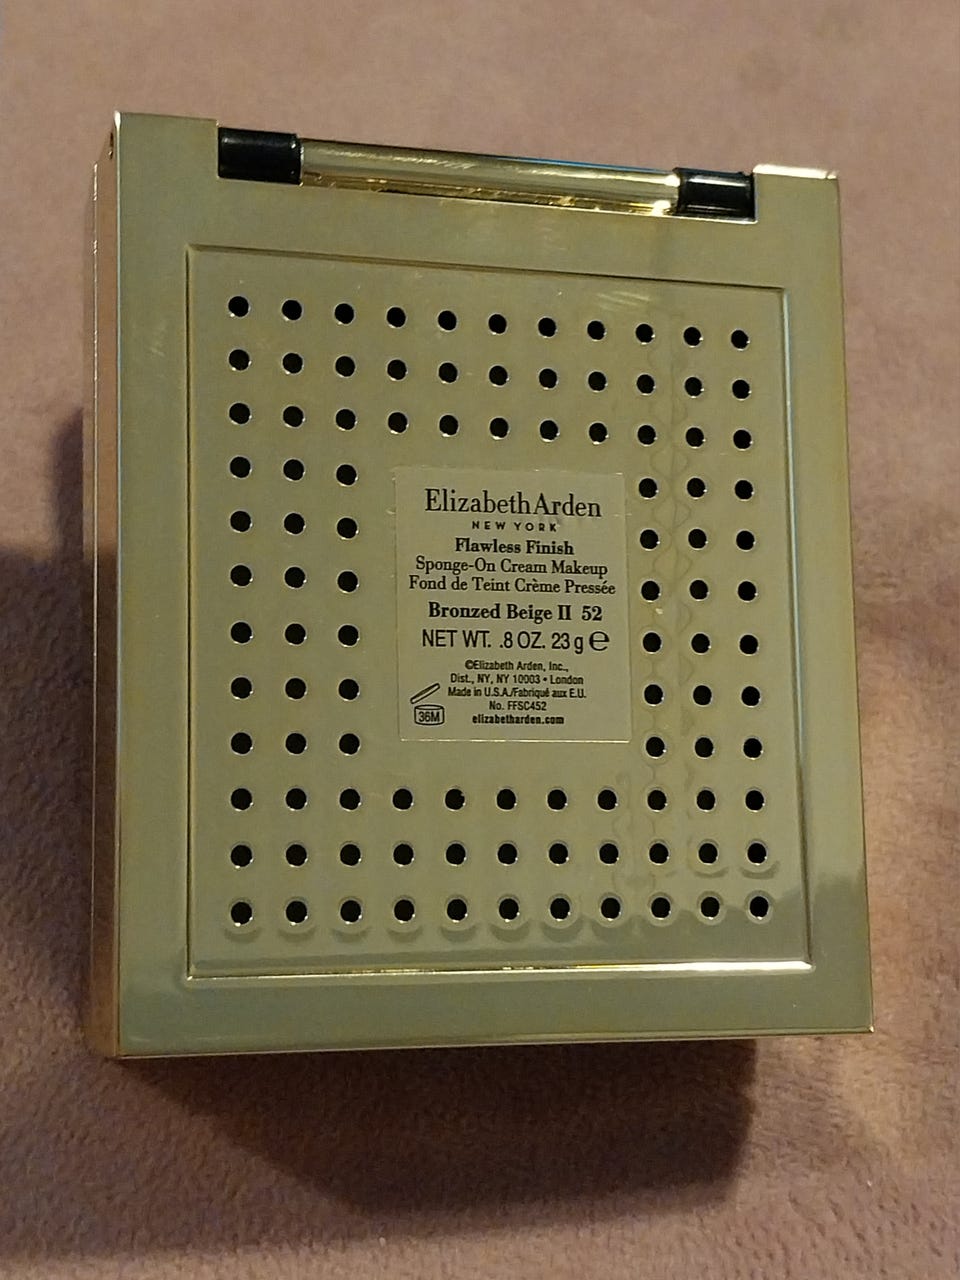 Elizabeth Arden
NEW YORK
Flawless Finish
Sponge-On Cream Makeup
Fond de Teint Crème Pressée
Bronzed Beige II 52
NET WT. .8 OZ. 23 g ℮
©Elizabeth Arden, Inc.,
Dist., NY, NY 10003 • London
Made in U.S.A./Fabriqué aux E.U.
No. FFSC452
36M
elizabetharden.com